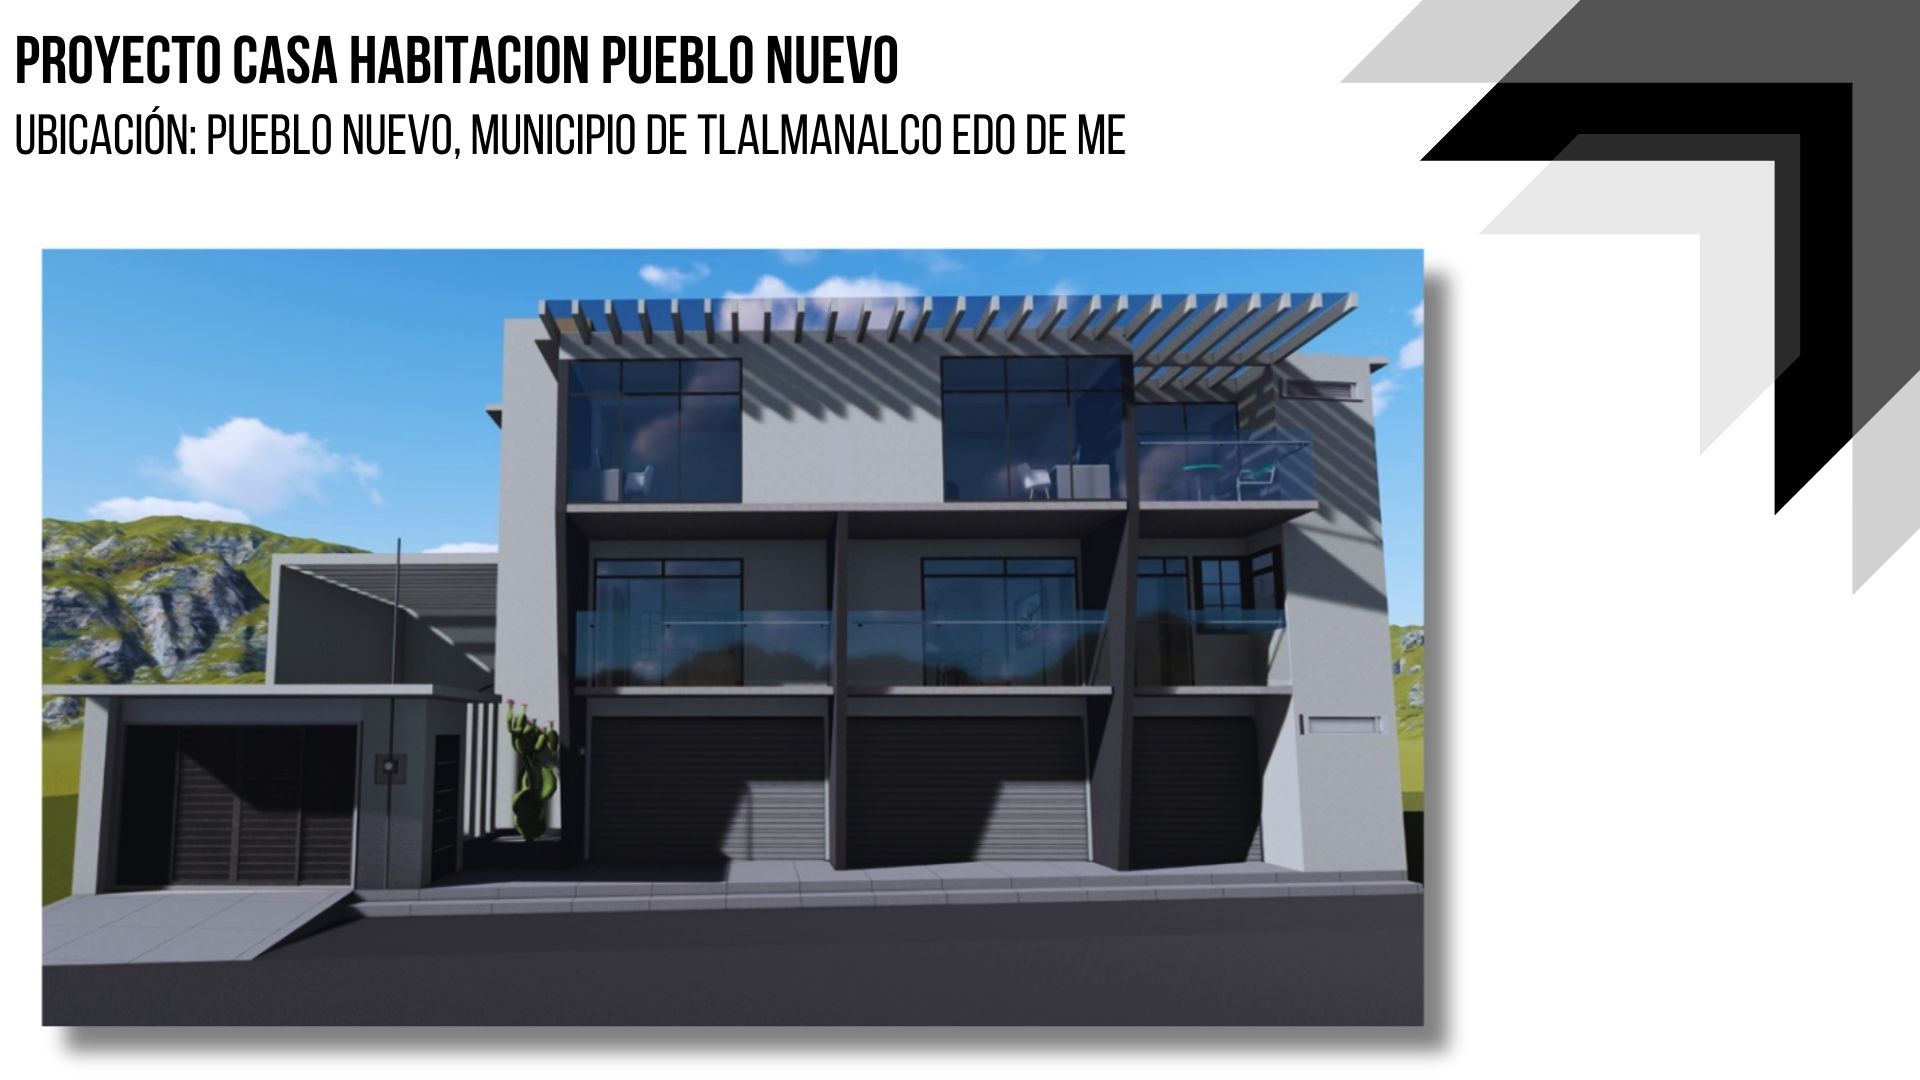 PROYECTO CASA HABITACION PUEBLO NUEVO
UBICACIÓN: PUEBLO NUEVO, MUNICIPIO DE TLALMANALCO EDO DE ME